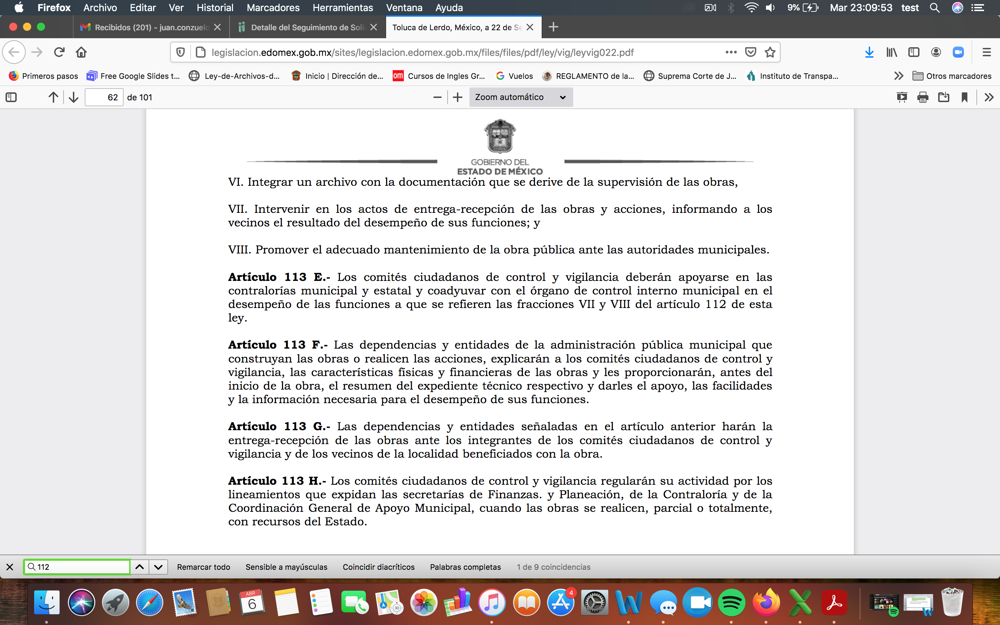 Firefox Archivo Editar Ver Historial Marcadores Herramientas Ventana Ayuda 9% Mar 23:09:53 test
Recibidos (201) - juan.conzuelo Detalle del Seguimiento de Soli Toluca de Lerdo, México, a 22 de Se
legislacion.edomex.gob.mx/sites/legislacion.edomex.gob.mx/files/files/pdf/ley/vig/leyvig022.pdf
Primeros pasos Free Google Slides t... Ley-de-Archivos-d... Inicio | Dirección de... om Cursos de Ingles Gr... Vuelos REGLAMENTO de la... Suprema Corte de J... Instituto de Transpa... Otros marcadores
62 de 101 Zoom automático
GOBIERNO DEL
ESTADO DE MÉXICO
VI. Integrar un archivo con la documentación que se derive de la supervisión de las obras,
VII. Intervenir en los actos de entrega-recepción de las obras y acciones, informando a los
vecinos el resultado del desempeño de sus funciones; y
VIII. Promover el adecuado mantenimiento de la obra pública ante las autoridades municipales.
Artículo 113 E.- Los comités ciudadanos de control y vigilancia deberán apoyarse en las
contralorías municipal y estatal y coadyuvar con el órgano de control interno municipal en el
desempeño de las funciones a que se refieren las fracciones VII y VIII del artículo 112 de esta
ley.
Artículo 113 F.- Las dependencias y entidades de la administración pública municipal que
construyan las obras o realicen las acciones, explicarán a los comités ciudadanos de control y
vigilancia, las características físicas y financieras de las obras y les proporcionarán, antes del
inicio de la obra, el resumen del expediente técnico respectivo y darles el apoyo, las facilidades
y la información necesaria para el desempeño de sus funciones.
Artículo 113 G.- Las dependencias y entidades señaladas en el artículo anterior harán la
entrega-recepción de las obras ante los integrantes de los comités ciudadanos de control y
vigilancia y de los vecinos de la localidad beneficiados con la obra.
Artículo 113 H.- Los comités ciudadanos de control y vigilancia regularán su actividad por los
lineamientos que expidan las secretarías de Finanzas. y Planeación, de la Contraloría y de la
Coordinación General de Apoyo Municipal, cuando las obras se realicen, parcial o totalmente,
con recursos del Estado.
112 Remarcar todo Sensible a mayúsculas Coincidir diacríticos Palabras completas 1 de 9 coincidencias
ABR
6
3D
4